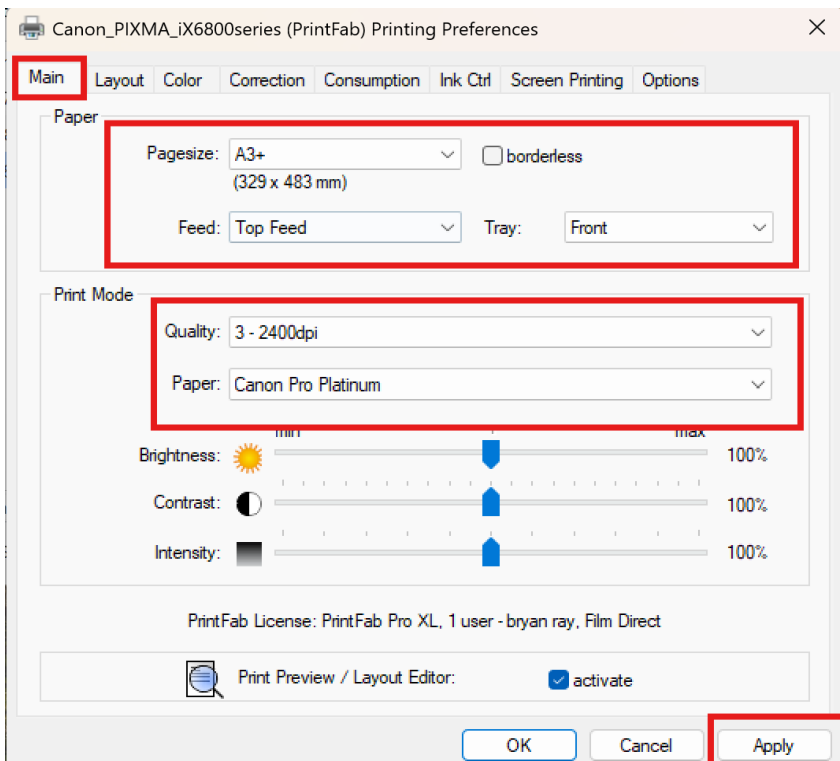 Canon_PIXMA_iX6800series (PrintFab) Printing Preferences
Main Layout Color Correction Consumption Ink Ctrl Screen Printing Options
Paper
Pagesize: A3+ borderless
(329 x 483 mm)
Feed: Top Feed Tray: Front
Print Mode
Quality: 3 - 2400dpi
Paper: Canon Pro Platinum
min max
Brightness: 100%
Contrast: 100%
Intensity: 100%
PrintFab License: PrintFab Pro XL, 1 user - bryan ray, Film Direct
Print Preview / Layout Editor: activate
OK Cancel Apply